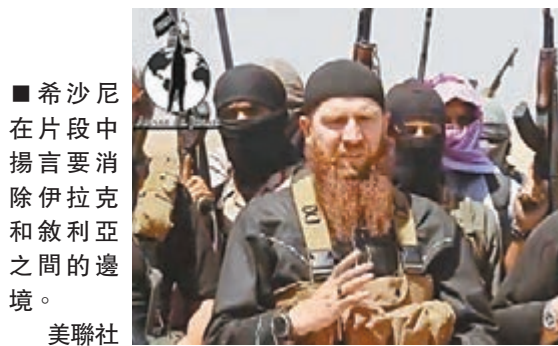 ■希沙尼
在片段中
揚言要消
除伊拉克
和敘利亞
之間的邊
境。
美聯社